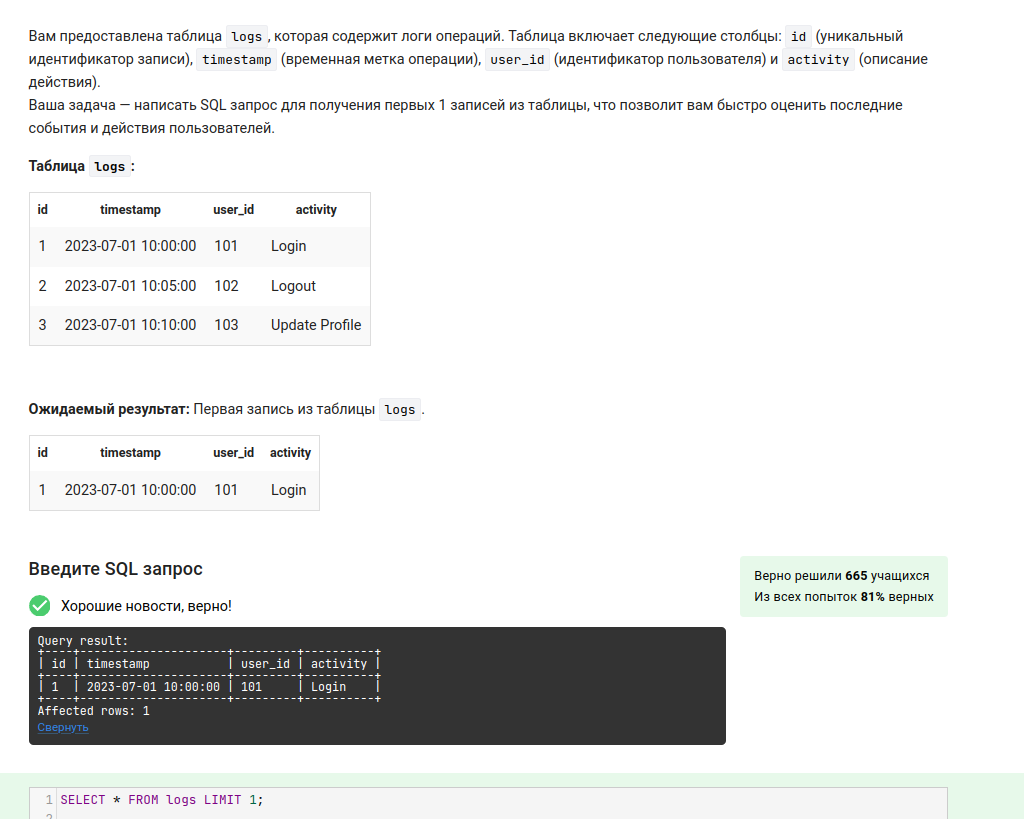 Вам предоставлена таблица logs, которая содержит логи операций. Таблица включает следующие столбцы: id (уникальный
идентификатор записи), timestamp (временная метка операции), user_id (идентификатор пользователя) и activity (описание
действия).
Ваша задача — написать SQL запрос для получения первых 1 записей из таблицы, что позволит вам быстро оценить последние
события и действия пользователей.
Таблица logs:
id timestamp user_id activity
1 2023-07-01 10:00:00 101 Login
2 2023-07-01 10:05:00 102 Logout
3 2023-07-01 10:10:00 103 Update Profile
Ожидаемый результат: Первая запись из таблицы logs.
id timestamp user_id activity
1 2023-07-01 10:00:00 101 Login
Введите SQL запрос
Верно решили 665 учащихся
Из всех попыток 81% верных
Хорошие новости, верно!
Query result:
+----+---------------------+---------+----------+
| id | timestamp           | user_id | activity |
+----+---------------------+---------+----------+
| 1  | 2023-07-01 10:00:00 | 101     | Login    |
+----+---------------------+---------+----------+
Affected rows: 1
Свернуть
1 SELECT * FROM logs LIMIT 1;
2